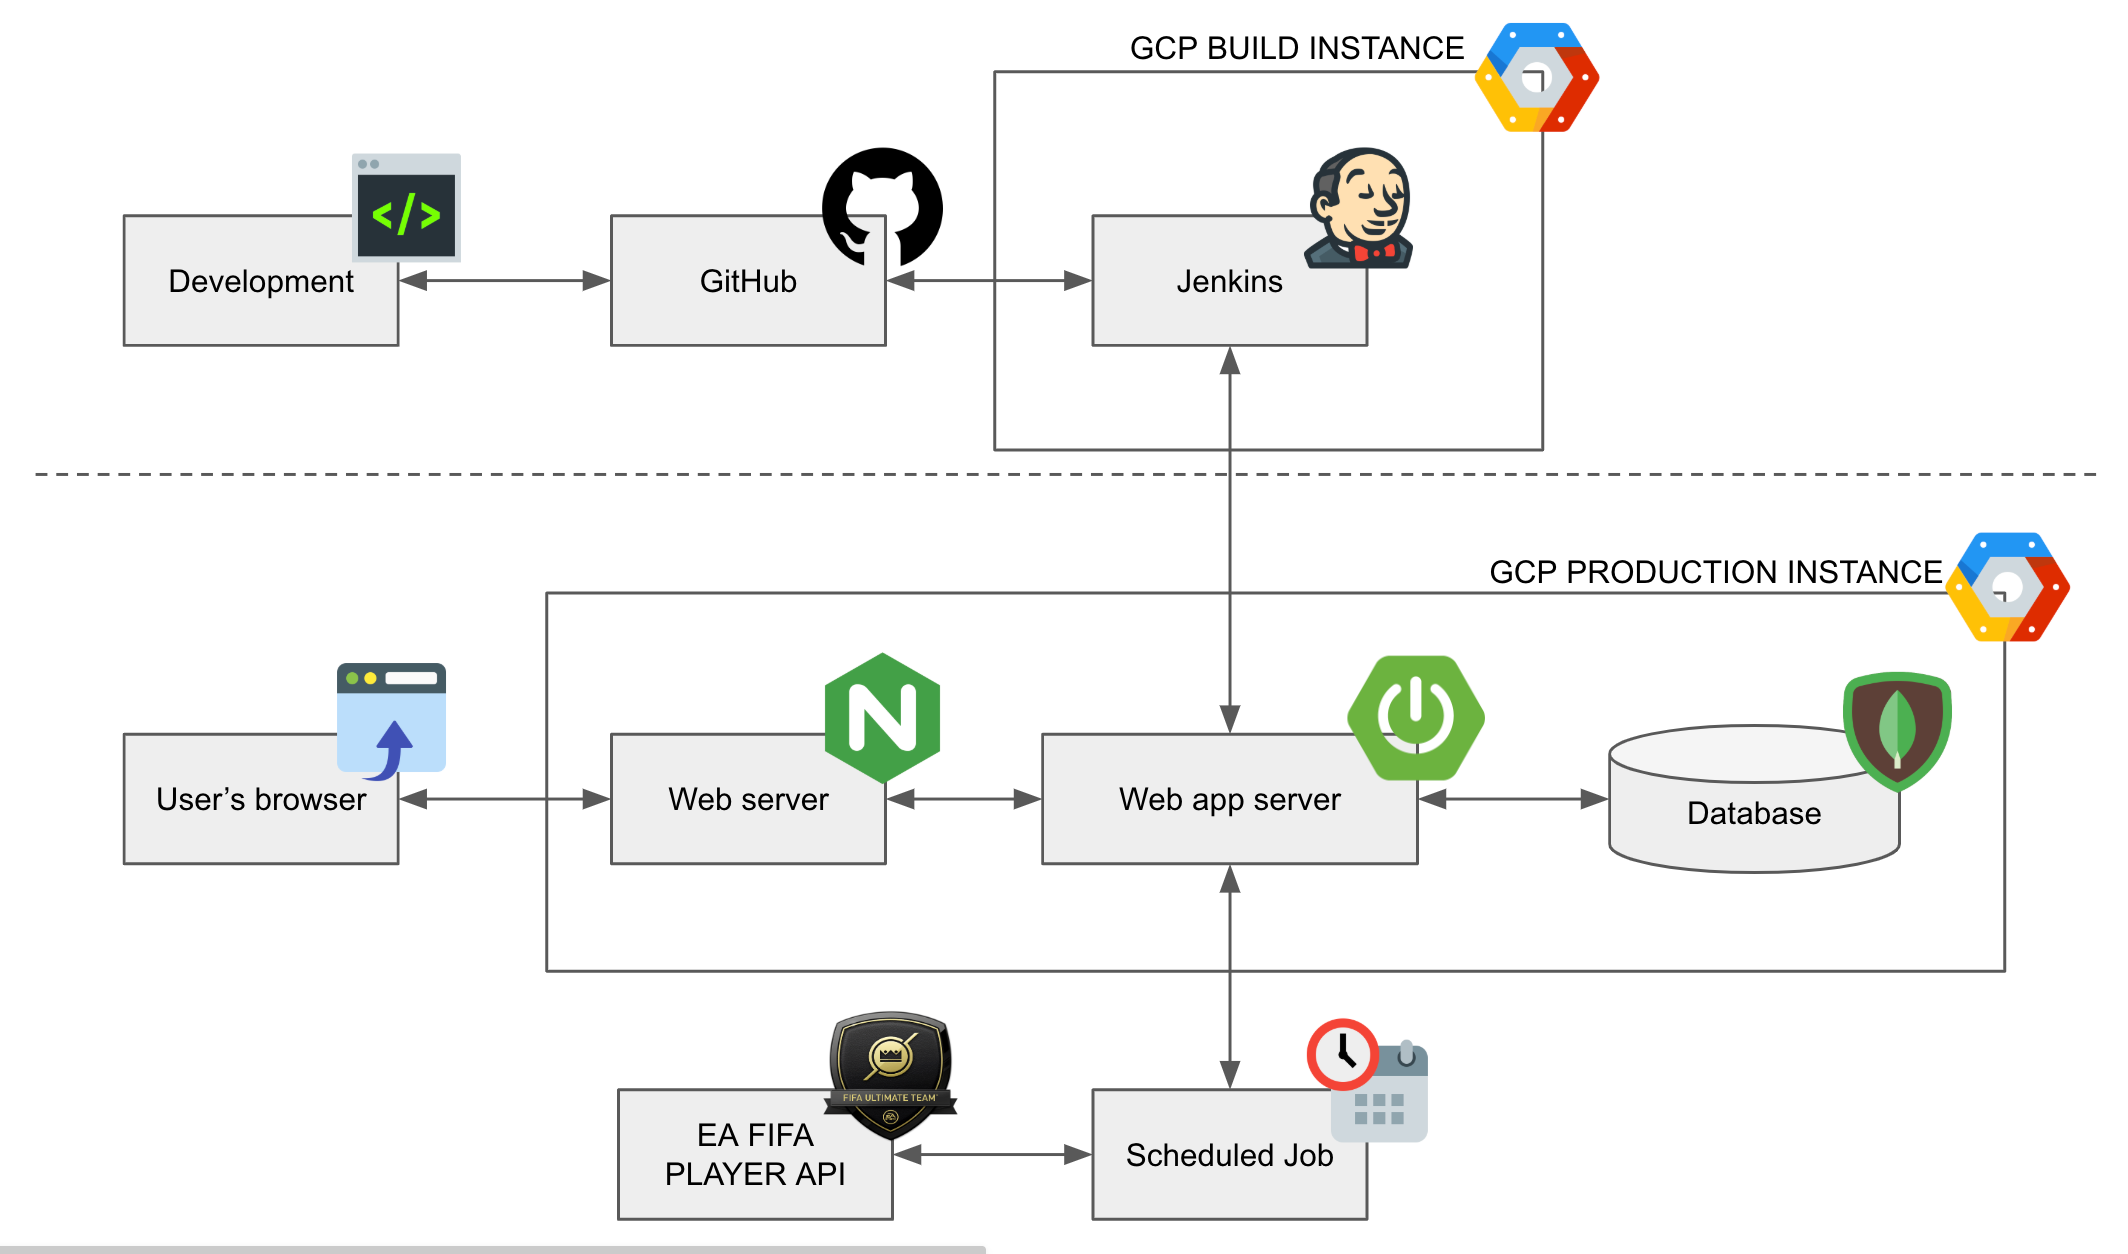 GCP BUILD INSTANCE
</>
Development
GitHub
Jenkins
GCP PRODUCTION INSTANCE
N
User’s browser
Web server
Web app server
Database
FIFA ULTIMATE TEAM
EA
EA FIFA
PLAYER API
Scheduled Job